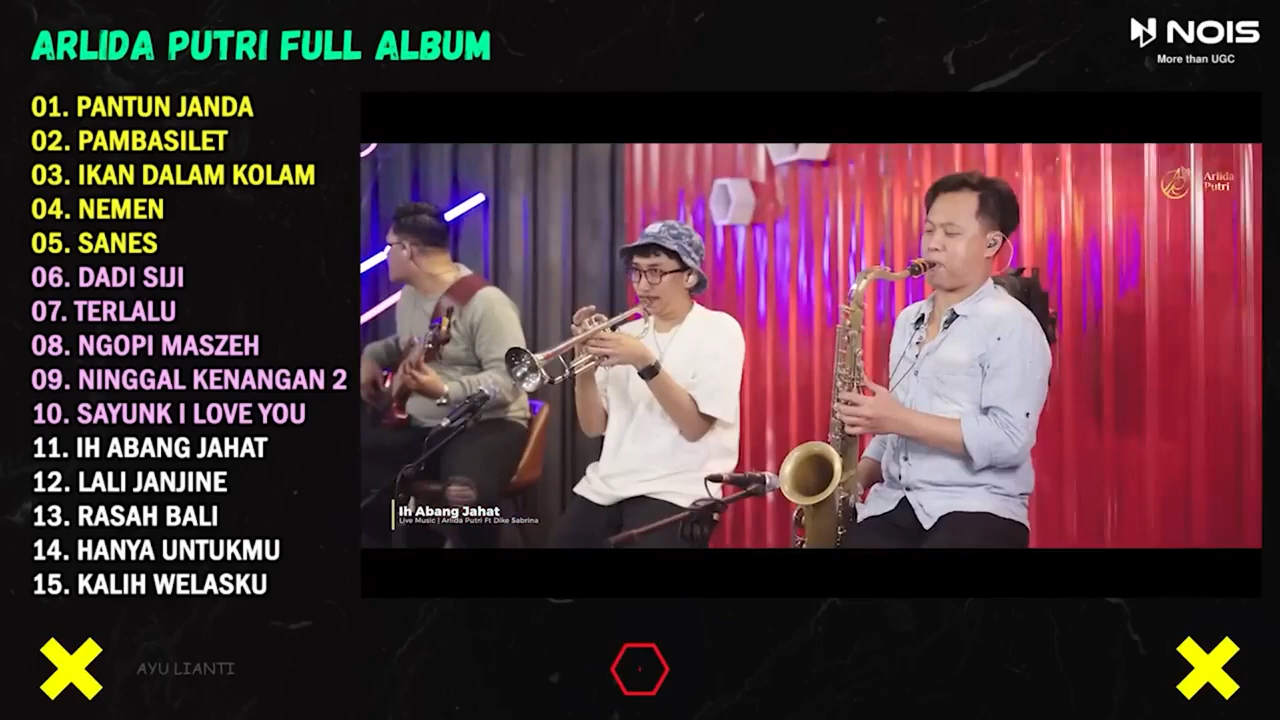 ARLIDA PUTRI FULL ALBUM
NOIS
More than UGC
01. PANTUN JANDA
02. PAMBASILET
03. IKAN DALAM KOLAM
04. NEMEN
05. SANES
06. DADI SIJI
07. TERLALU
08. NGOPI MASZEH
09. NINGGAL KENANGAN 2
10. SAYUNK I LOVE YOU
11. IH ABANG JAHAT
12. LALI JANJINE
13. RASAH BALI
14. HANYA UNTUKMU
15. KALIH WELASKU
Arlida
Putri
Ih Abang Jahat
Live Music | Arlida Putri Ft Dike Sabrina
AYU LIANTI